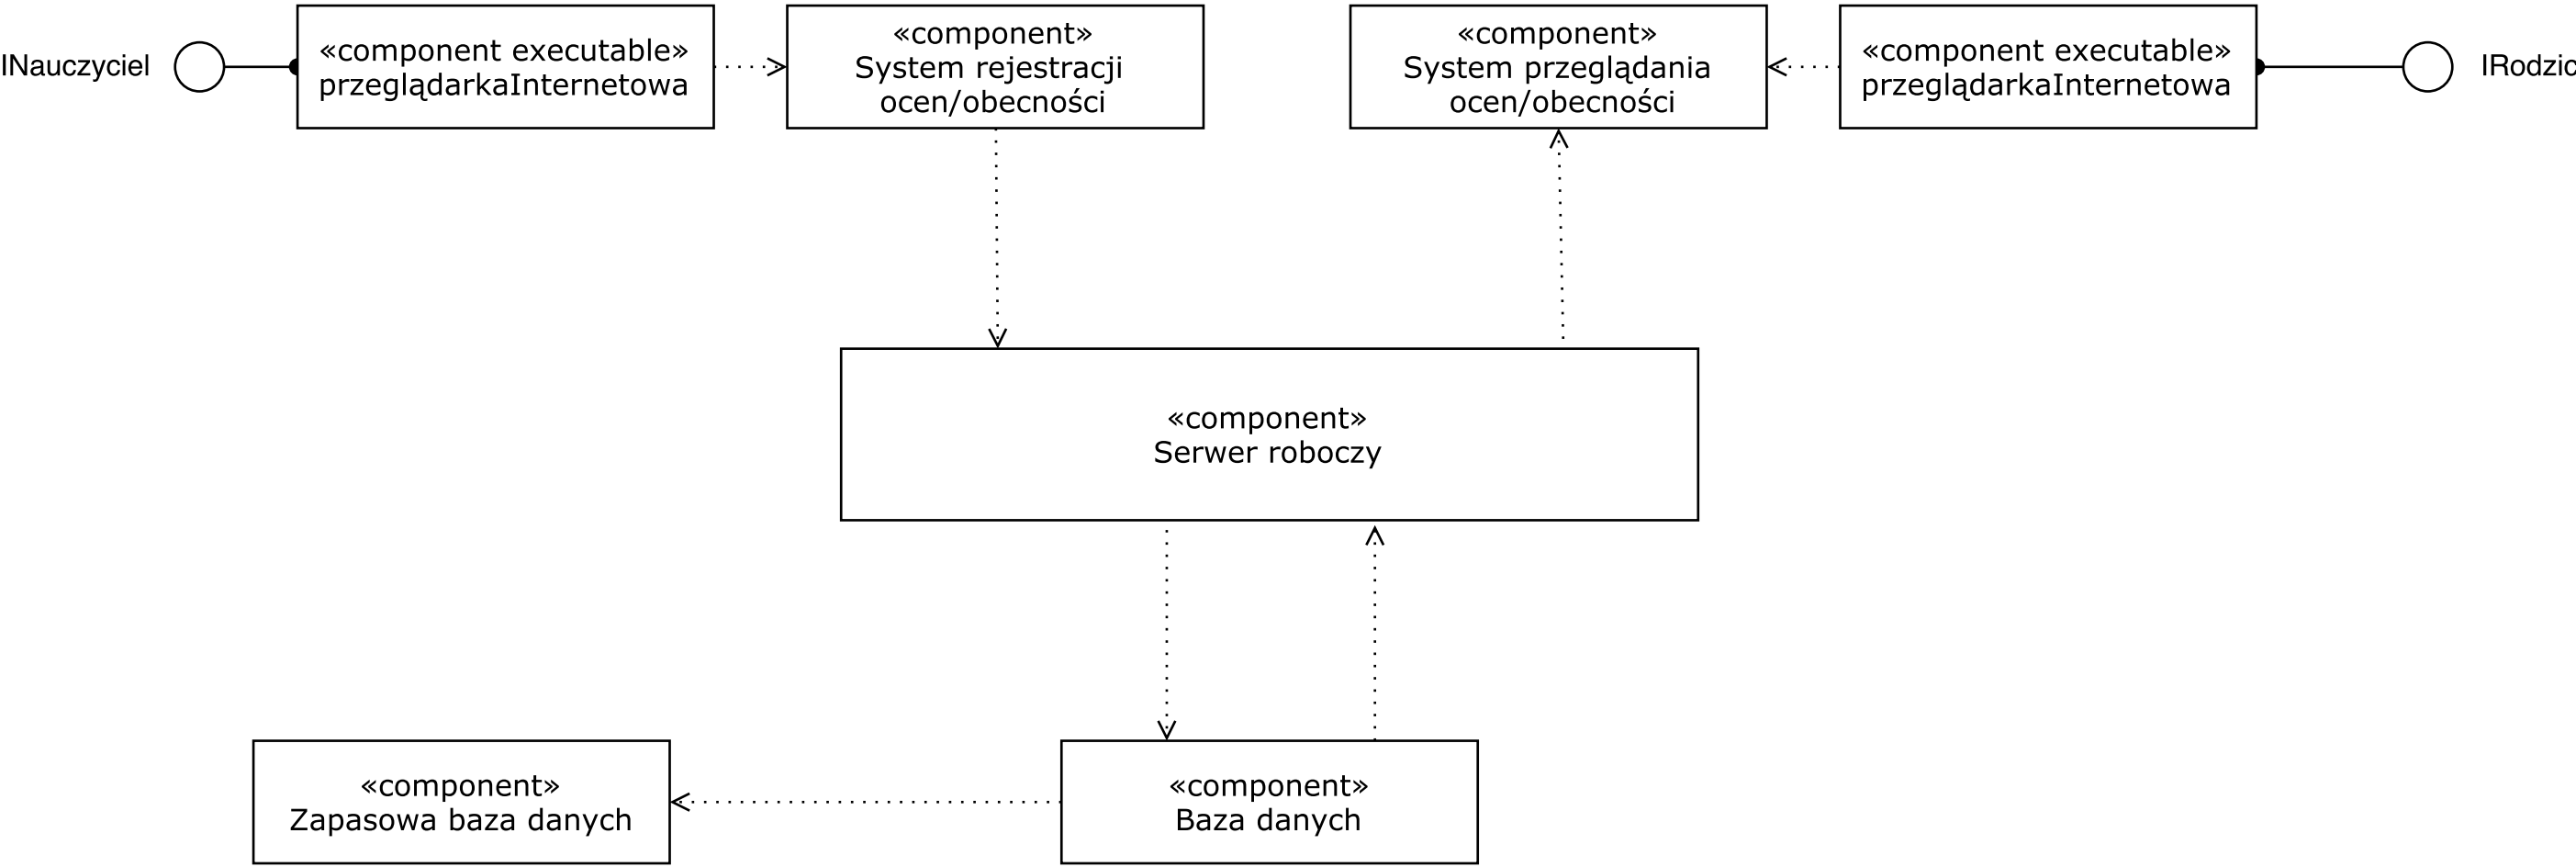 INauczyciel
«component executable»
przeglądarkaInternetowa
«component»
System rejestracji
ocen/obecności
«component»
System przeglądania
ocen/obecności
«component executable»
przeglądarkaInternetowa
IRodzic
«component»
Serwer roboczy
«component»
Zapasowa baza danych
«component»
Baza danych